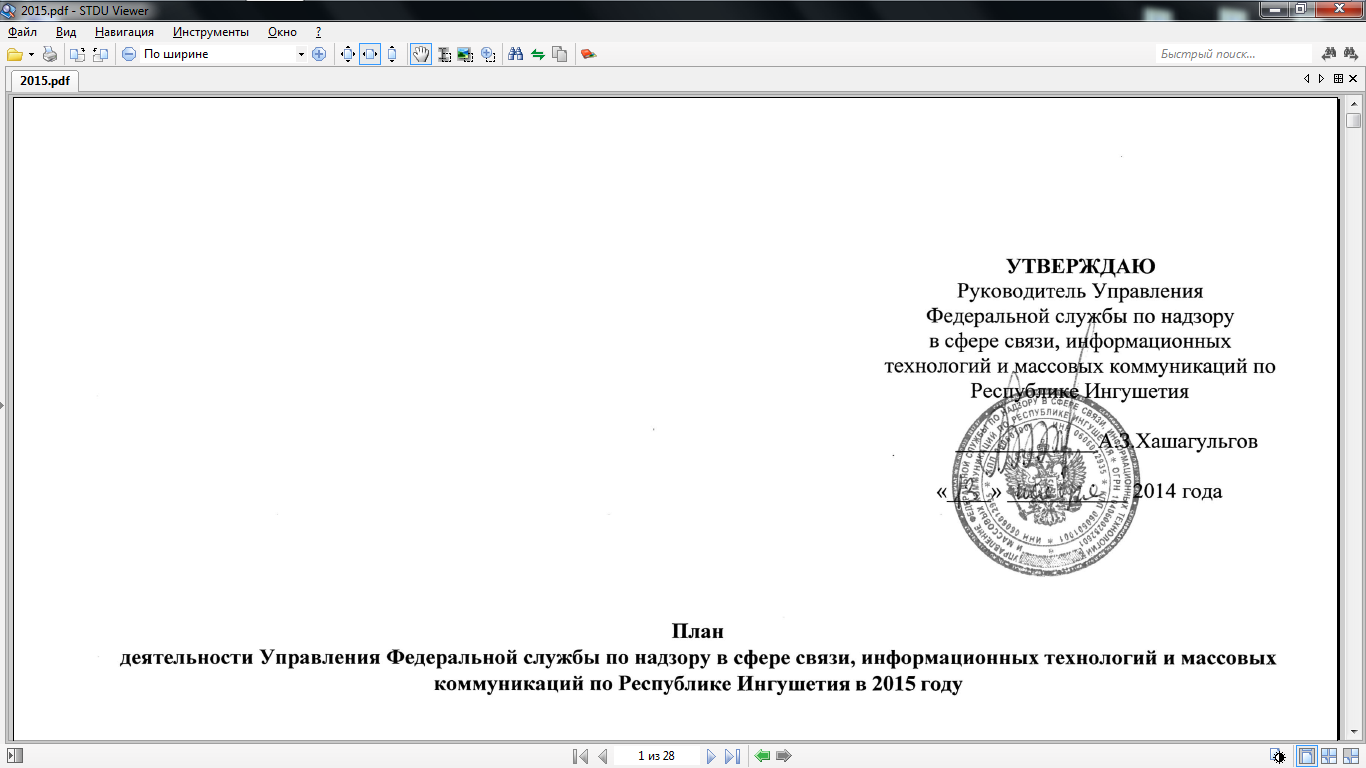 2015.pdf - STDU Viewer
Файл Вид Навигация Инструменты Окно ?
По ширине
Быстрый поиск...
2015.pdf
УТВЕРЖДАЮ
Руководитель Управления
Федеральной службы по надзору
в сфере связи, информационных
технологий и массовых коммуникаций по
Республике Ингушетия
А.З.Хашагульгов
« » 2014 года
План
деятельности Управления Федеральной службы по надзору в сфере связи, информационных технологий и массовых
коммуникаций по Республике Ингушетия в 2015 году
1 из 28